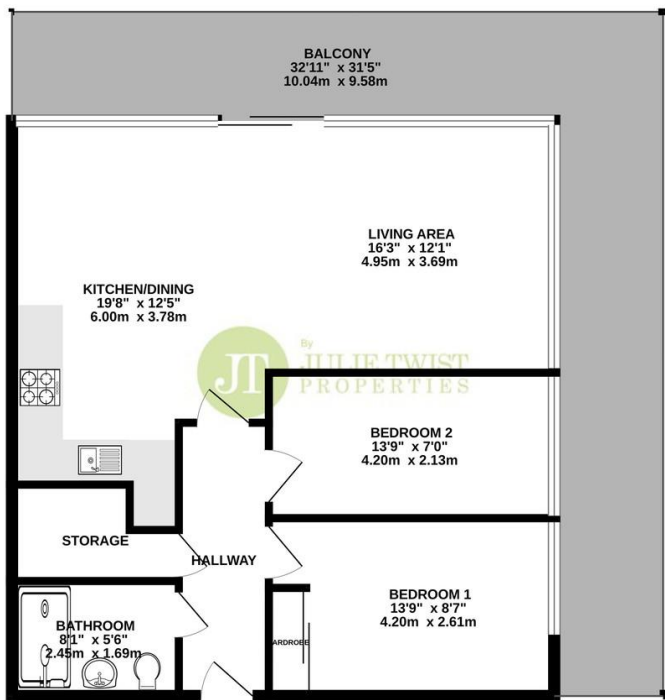 BALCONY
32'11" x 31'5"
10.04m x 9.58m
LIVING AREA
16'3" x 12'1"
4.95m x 3.69m
KITCHEN/DINING
19'8" x 12'5"
6.00m x 3.78m
JT
By
JULIE TWIST
PROPERTIES
BEDROOM 2
13'9" x 7'0"
4.20m x 2.13m
STORAGE
HALLWAY
BEDROOM 1
13'9" x 8'7"
4.20m x 2.61m
BATHROOM
8'1" x 5'6"
2.45m x 1.69m
ARDROBE